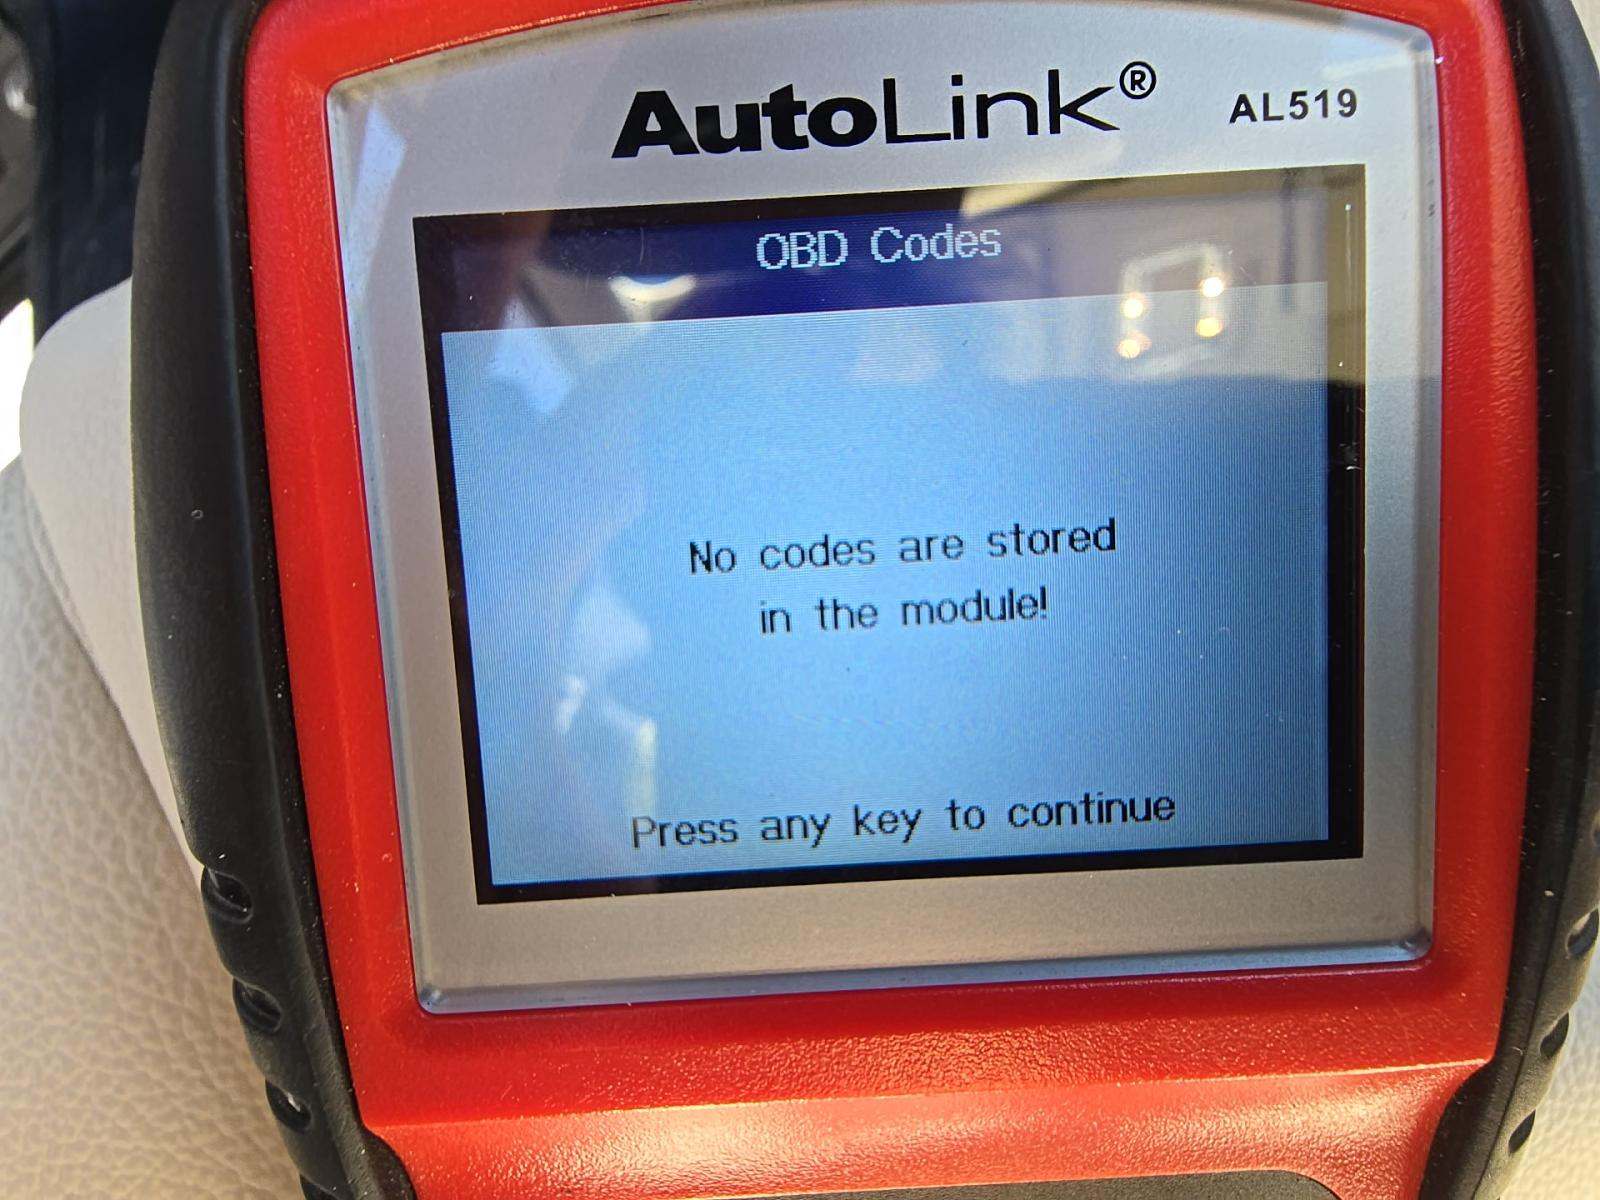 AutoLink® AL519
OBD Codes
No codes are stored
in the module!
Press any key to continue